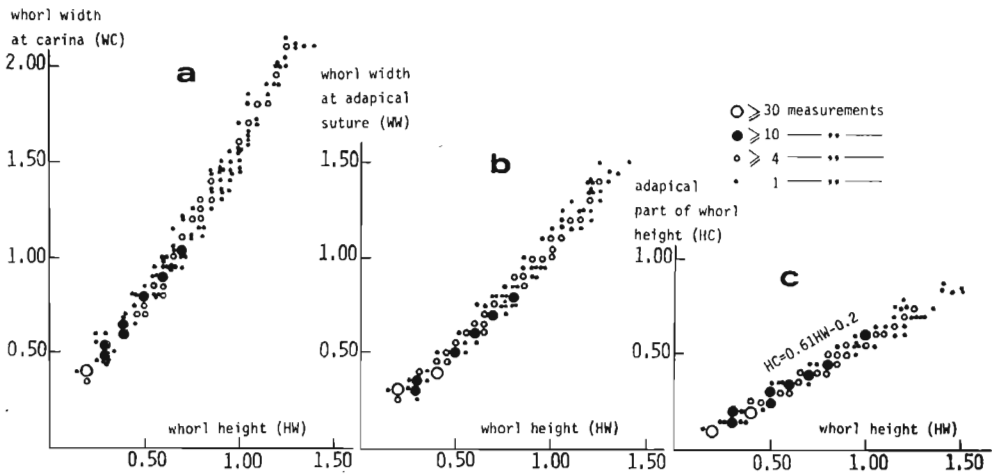 whorl width
at carina (WC)
2.00
1.50
1.00
0.50
a
whorl height (HW)
0.50
1.00
1.50
whorl width
at adapical
suture (WW)
1.50
1.00
0.50
b
whorl height (HW)
0.50
1.00
1.50
≥ 30 measurements
≥ 10 — ,, —
≥ 4 — ,, —
1 — ,, —
adapical
part of whorl
height (HC)
1.00
0.50
c
HC=0.61HW-0.2
whorl height (HW)
0.50
1.00
1.50